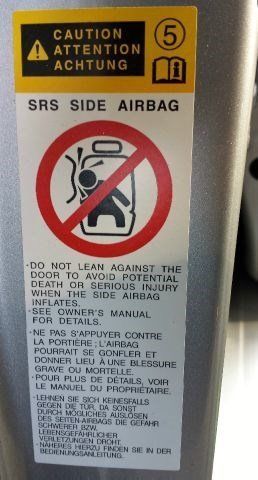 CAUTION
ATTENTION
ACHTUNG
5
SRS SIDE AIRBAG
·DO NOT LEAN AGAINST THE
DOOR TO AVOID POTENTIAL
DEATH OR SERIOUS INJURY
WHEN THE SIDE AIRBAG
INFLATES.
·SEE OWNER'S MANUAL
FOR DETAILS.
·NE PAS S'APPUYER CONTRE
LA PORTIÈRE; L'AIRBAG
POURRAIT SE GONFLER ET
DONNER LIEU À UNE BLESSURE
GRAVE OU MORTELLE.
·POUR PLUS DE DÉTAILS, VOIR
LE MANUEL DU PROPRIÉTAIRE.
·LEHNEN SIE SICH KEINESFALLS
GEGEN DIE TÜR, DA SONST
DURCH MÖGLICHES AUSLÖSEN
DES SEITEN-AIRBAGS DIE GEFAHR
SCHWERER BZW.
LEBENSGEFÄHRLICHER
VERLETZUNGEN DROHT.
·NÄHERES HIERZU FINDEN SIE IN DER
BEDIENUNGSANLEITUNG.